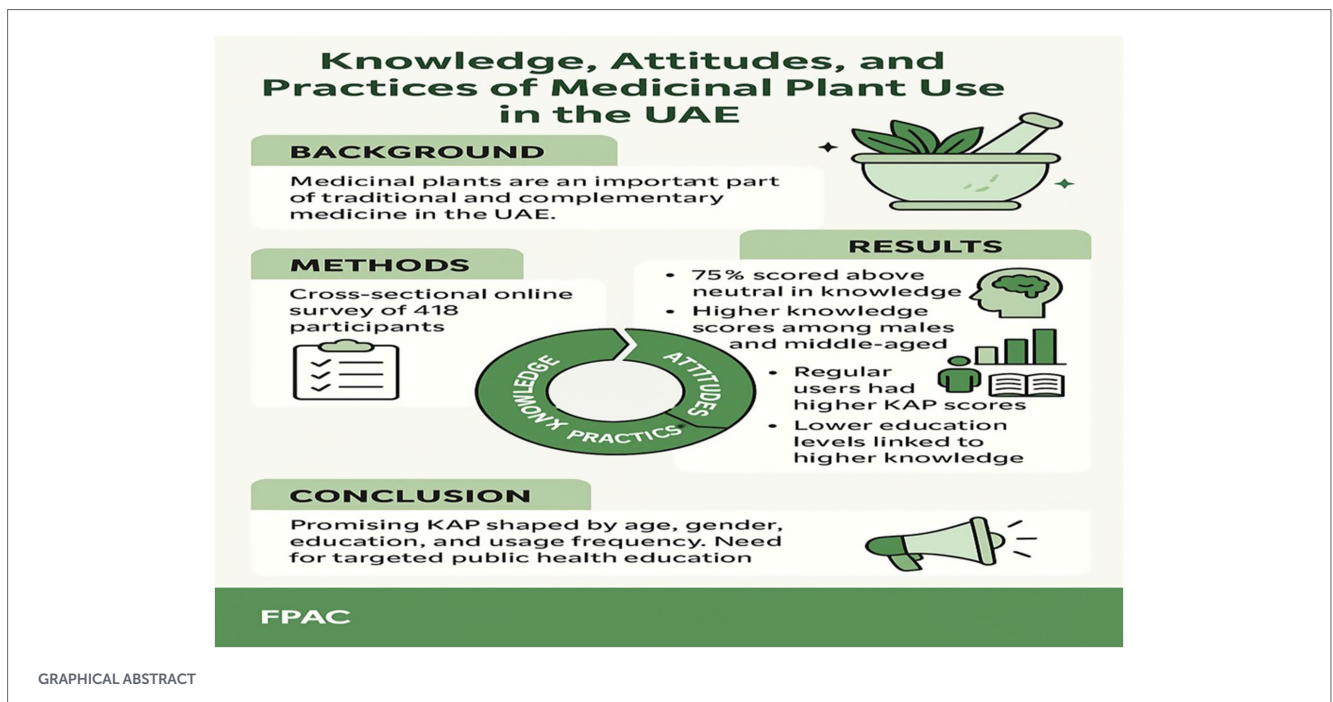 Knowledge, Attitudes, and
Practices of Medicinal Plant Use
in the UAE
BACKGROUND
Medicinal plants are an important part
of traditional and complementary
medicine in the UAE.
METHODS
Cross-sectional online
survey of 418
participants
KNOWLEDGE
ATTITUDES
PRACTICS
RESULTS
• 75% scored above
neutral in knowledge
• Higher knowledge
scores among males
and middle-aged
• Regular
users had
higher KAP scores
• Lower education
levels linked to
higher knowledge
CONCLUSION
Promising KAP shaped by age, gender,
education, and usage frequency. Need
for targeted public health education
FPAC
GRAPHICAL ABSTRACT